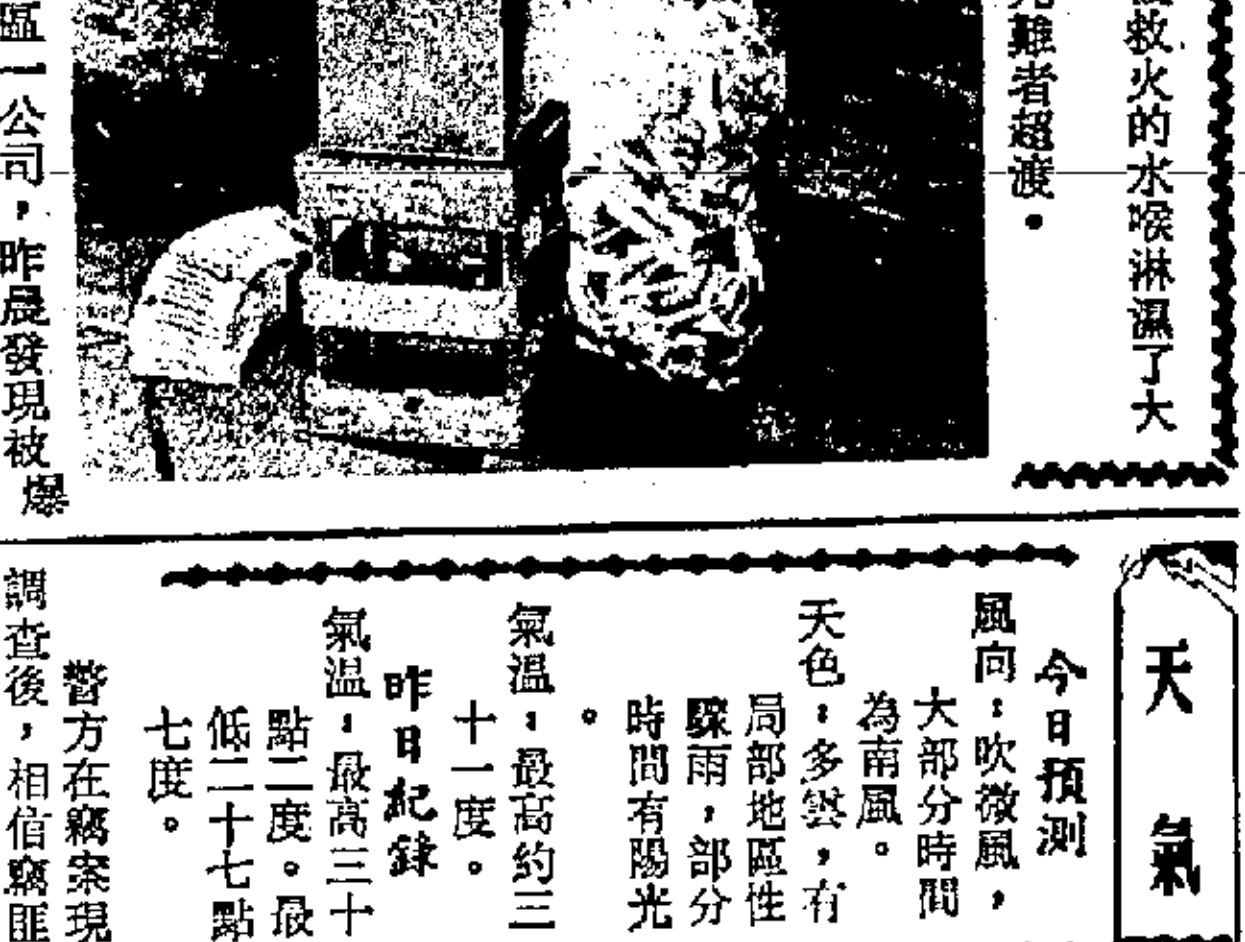 救火的水喉淋濕了大
難者超渡。
區一公司，昨晨發現被爆
天氣
今日預測
風向：吹微風，
大部分時間
為南風。
天色：多雲，有
局部地區性
驟雨，部分
時間有陽光
。
氣温：最高約三
十一度。
昨日紀錄
氣温：最高三十
點二度。最
低二十七點
七度。
警方在竊案現
調查後，相信竊匪